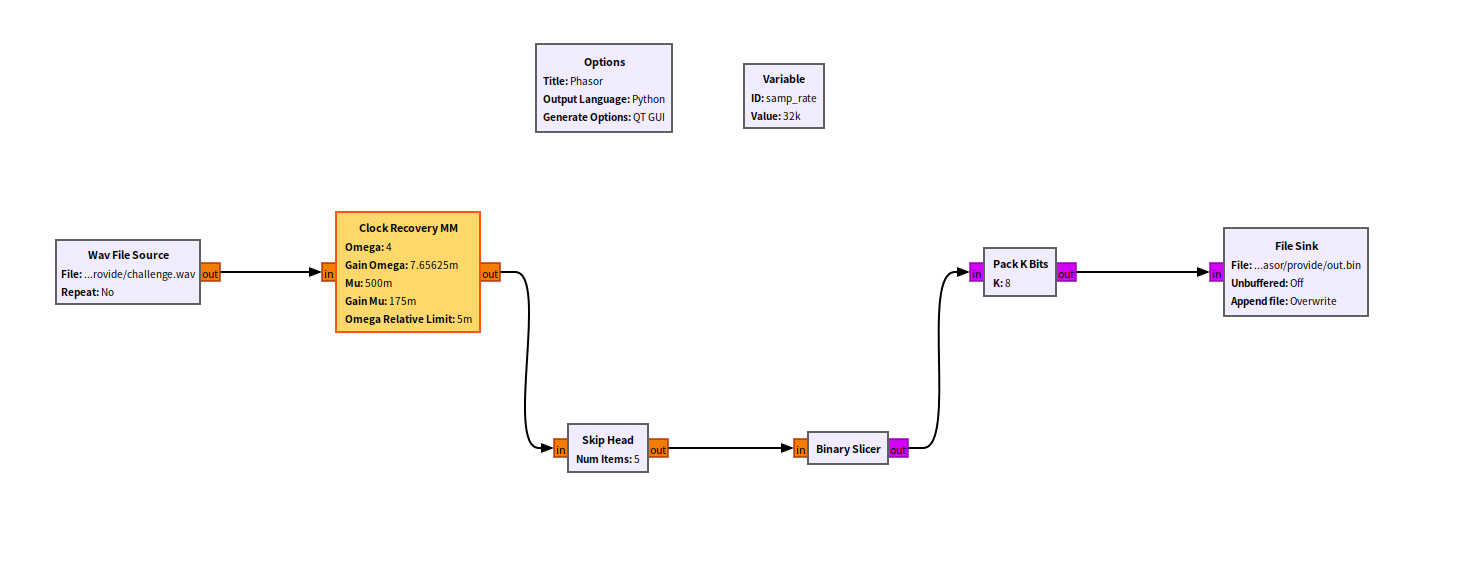 Options
Title: Phasor
Output Language: Python
Generate Options: QT GUI
Variable
ID: samp_rate
Value: 32k
Wav File Source
File: ...rovide/challenge.wav
Repeat: No
out
in
Clock Recovery MM
Omega: 4
Gain Omega: 7.65625m
Mu: 500m
Gain Mu: 175m
Omega Relative Limit: 5m
out
in
Skip Head
Num Items: 5
out
in
Binary Slicer
out
in
Pack K Bits
K: 8
out
in
File Sink
File: ...asor/provide/out.bin
Unbuffered: Off
Append file: Overwrite